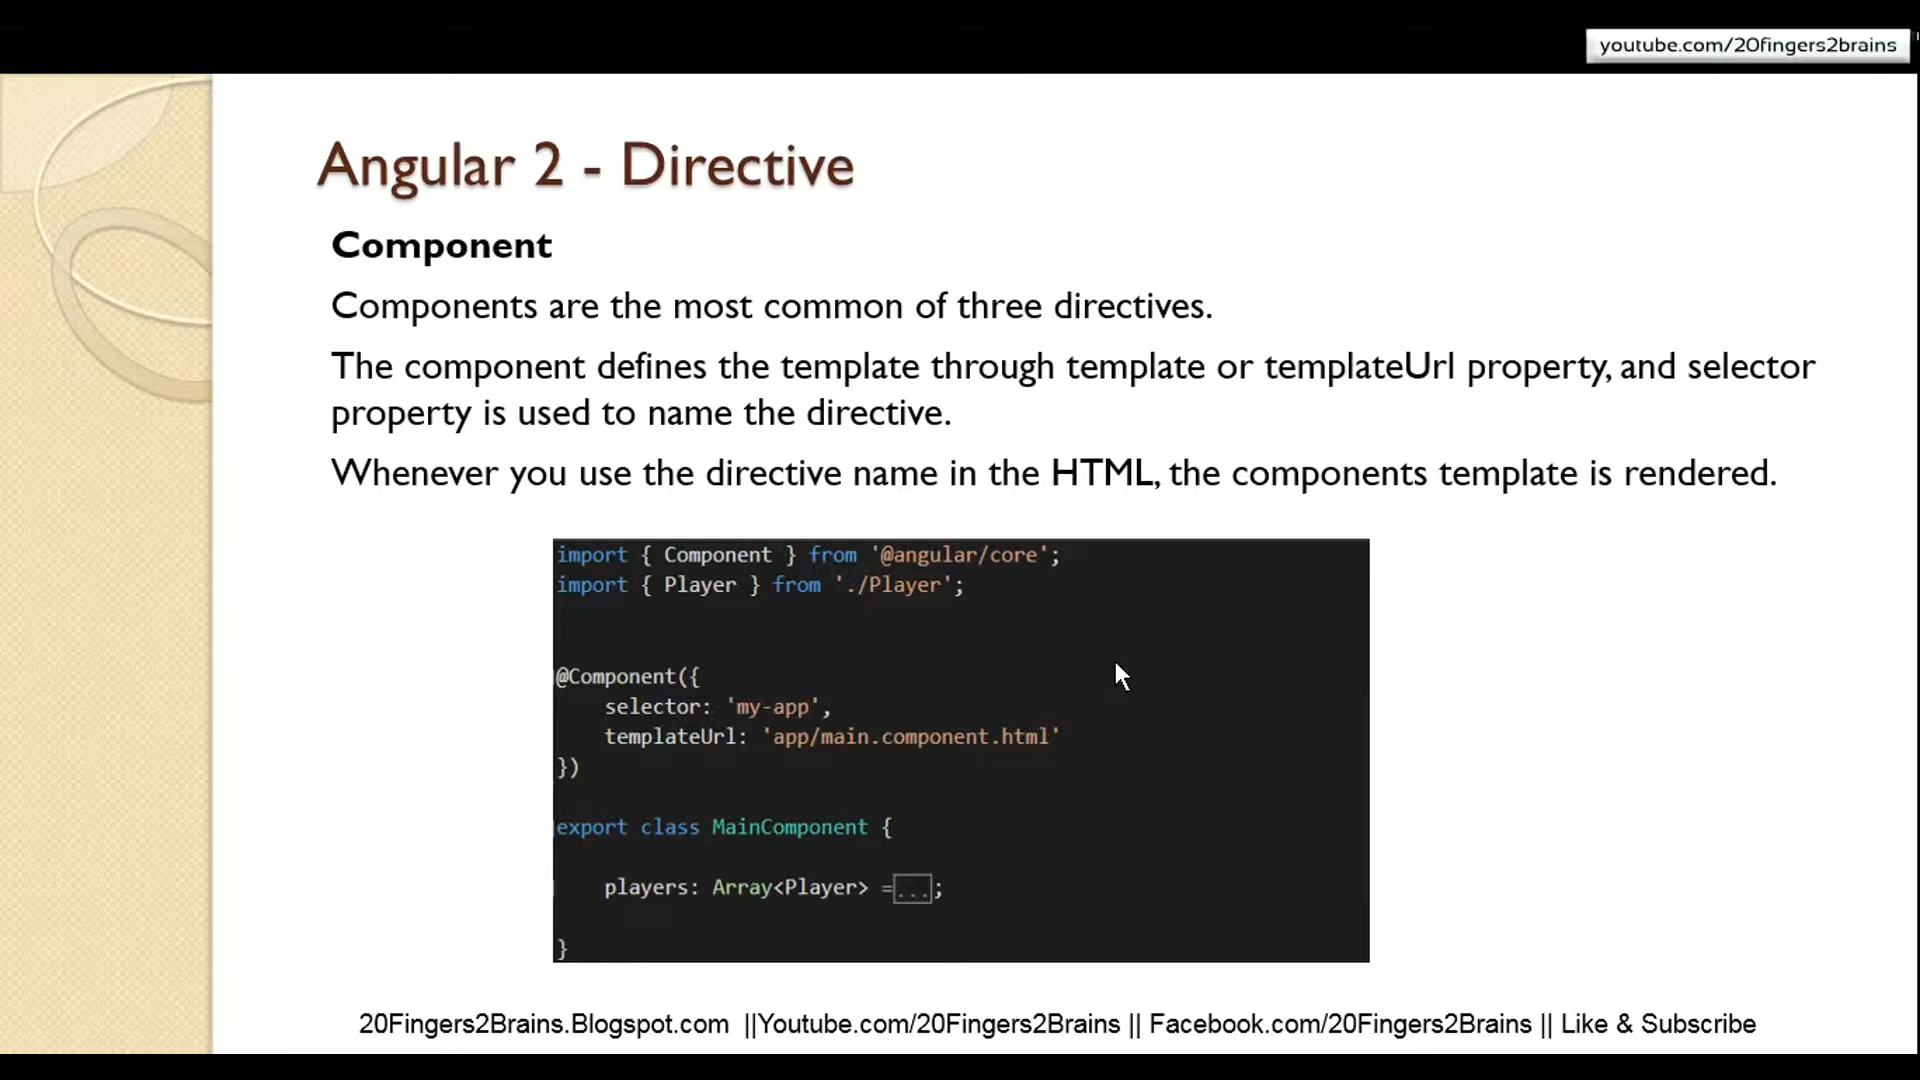 youtube.com/20fingers2brains
Angular 2 - Directive
Component
Components are the most common of three directives.
The component defines the template through template or templateUrl property, and selector
property is used to name the directive.
Whenever you use the directive name in the HTML, the components template is rendered.
import { Component } from '@angular/core';
import { Player } from './Player';
@Component({
    selector: 'my-app',
    templateUrl: 'app/main.component.html'
})
export class MainComponent {
    players: Array<Player> =...;
}
20Fingers2Brains.Blogspot.com ||Youtube.com/20Fingers2Brains || Facebook.com/20Fingers2Brains || Like & Subscribe